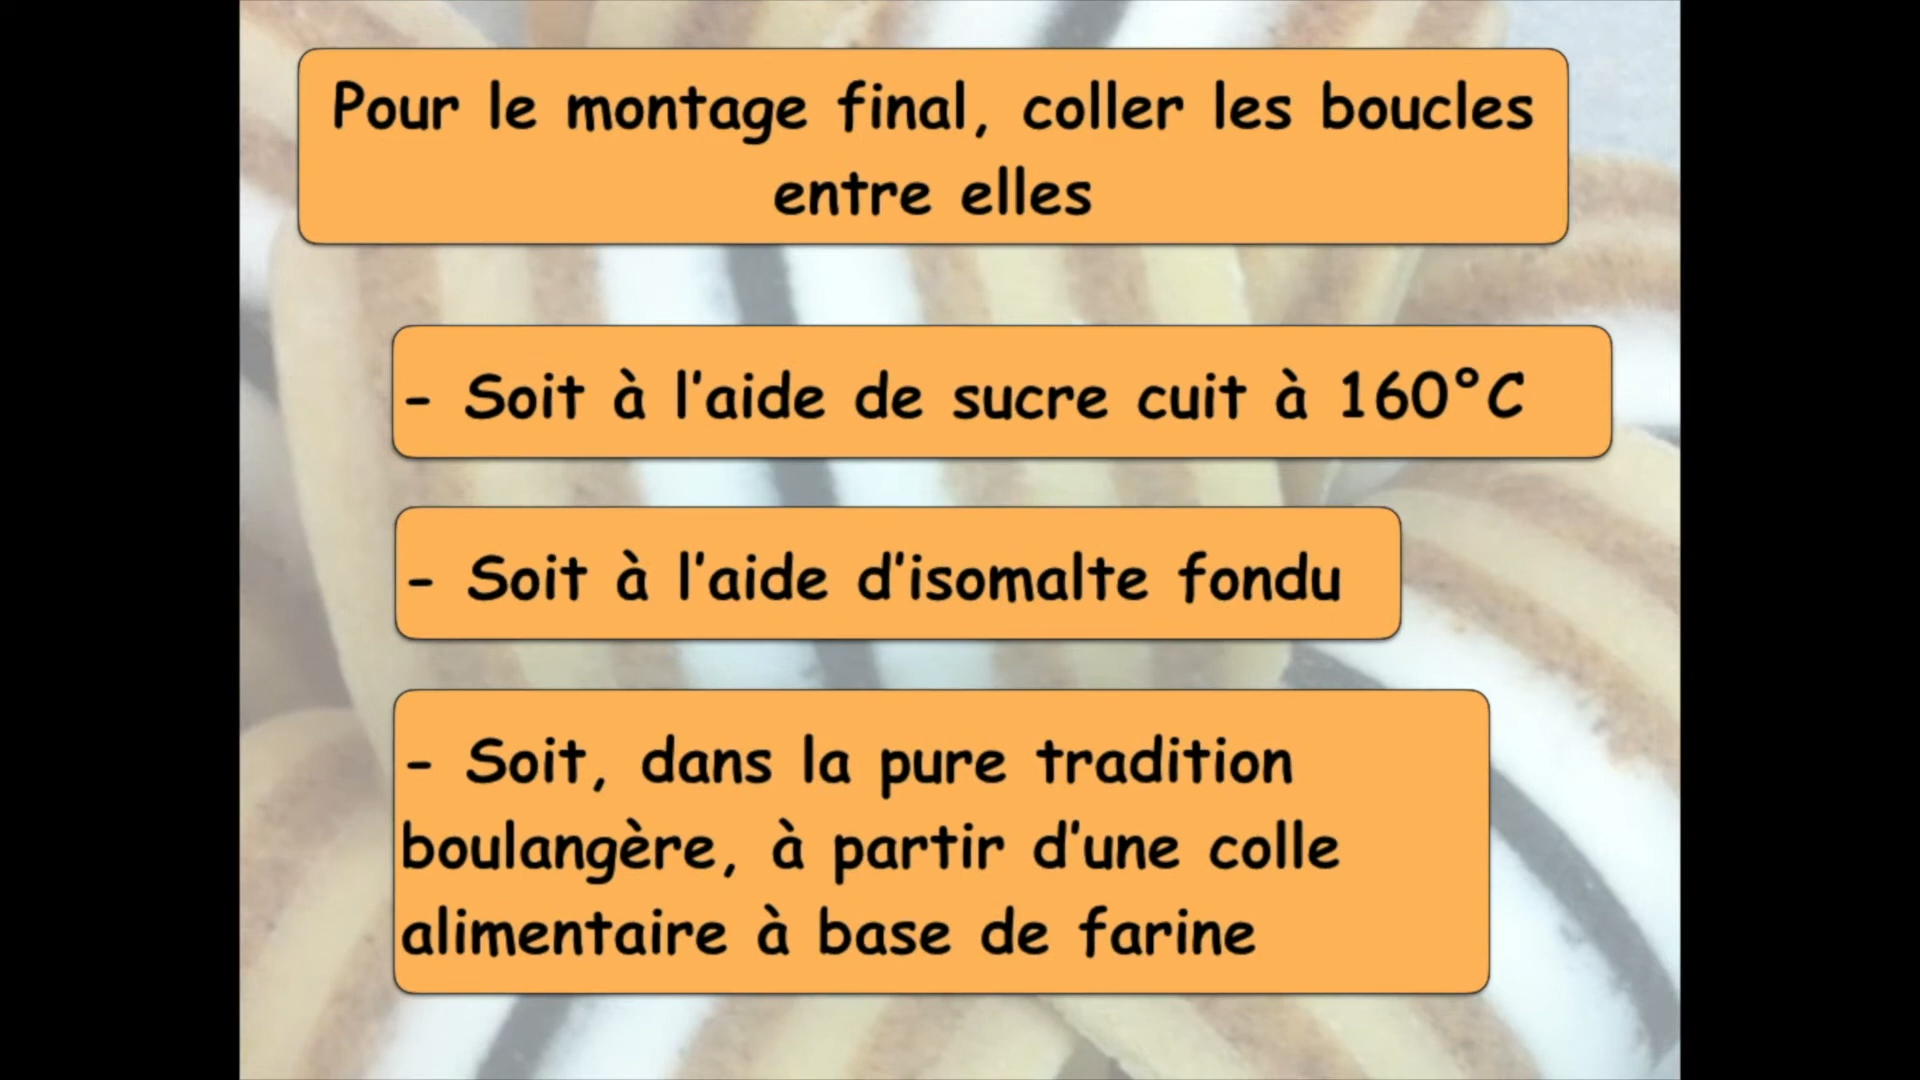 Pour le montage final, coller les boucles
entre elles
- Soit à l'aide de sucre cuit à 160°C
- Soit à l'aide d'isomalte fondu
- Soit, dans la pure tradition
boulangère, à partir d'une colle
alimentaire à base de farine